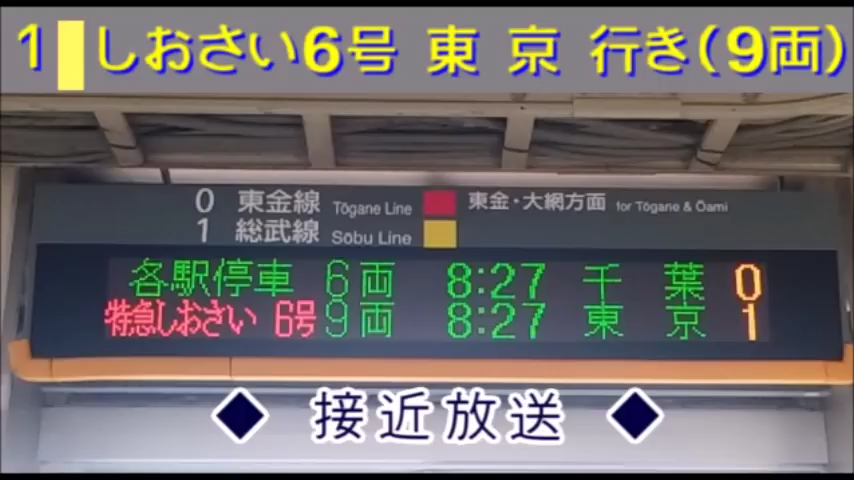 1 しおさい6号 東 京 行き(9両)
0 東金線 Tōgane Line 東金・大網方面 for Tōgane & Ōami
1 総武線 Sōbu Line
各駅停車 6両 8:27 千 葉 0
特急しおさい 6号 9両 8:27 東 京 1
◆ 接近放送 ◆